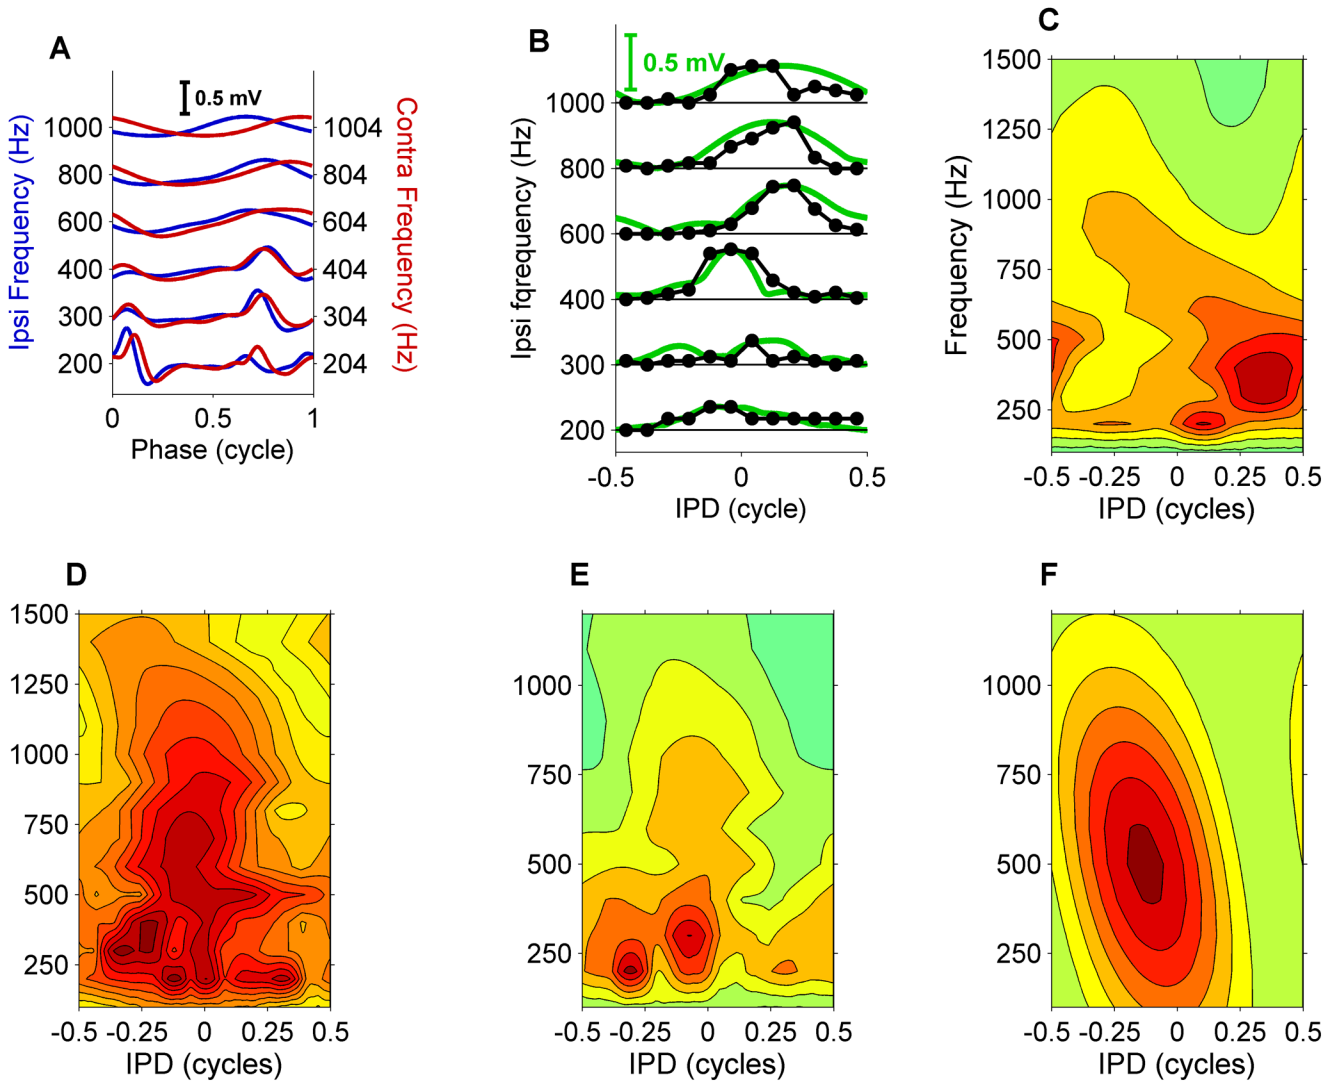 A
Ipsi Frequency (Hz)
0.5 mV
Contra Frequency (Hz)
1000
1004
800
804
600
604
400
404
300
304
200
204
0 0.5 1
Phase (cycle)
B
Ipsi fqrequency (Hz)
0.5 mV
1000
800
600
400
300
200
-0.5 0 0.5
IPD (cycle)
C
Frequency (Hz)
1500
1250
1000
750
500
250
-0.5 -0.25 0 0.25 0.5
IPD (cycles)
D
1500
1250
1000
750
500
250
-0.5 -0.25 0 0.25 0.5
IPD (cycles)
E
1000
750
500
250
-0.5 -0.25 0 0.25 0.5
IPD (cycles)
F
1000
750
500
250
-0.5 -0.25 0 0.25 0.5
IPD (cycles)